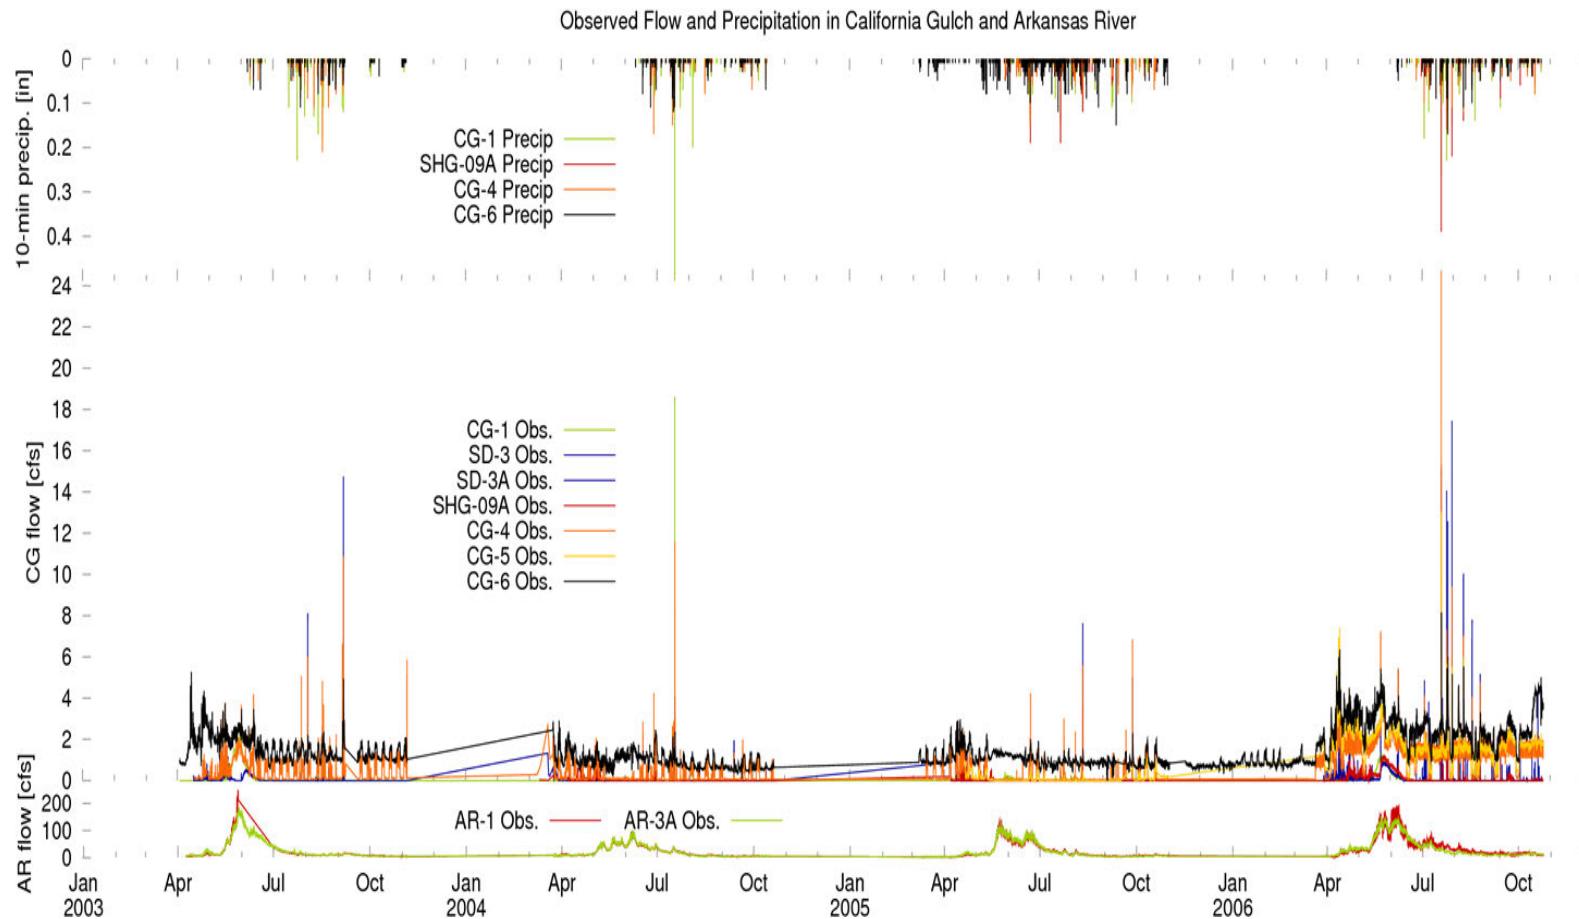 Observed Flow and Precipitation in California Gulch and Arkansas River
10-min precip. [in]
0
0.1
0.2
0.3
0.4
CG-1 Precip
SHG-09A Precip
CG-4 Precip
CG-6 Precip
CG flow [cfs]
24
22
20
18
16
14
12
10
8
6
4
2
0
CG-1 Obs.
SD-3 Obs.
SD-3A Obs.
SHG-09A Obs.
CG-4 Obs.
CG-5 Obs.
CG-6 Obs.
AR flow [cfs]
200
100
0
AR-1 Obs. AR-3A Obs.
Jan Apr Jul Oct Jan Apr Jul Oct Jan Apr Jul Oct Jan Apr Jul Oct
2003 2004 2005 2006